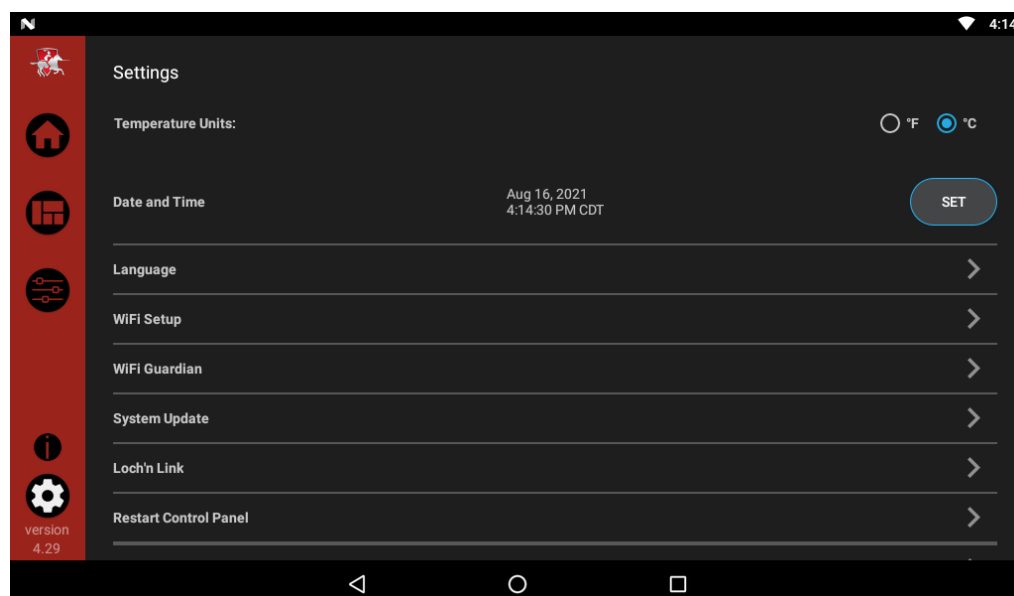 4:14
Settings
Temperature Units:
°F
°C
Date and Time
Aug 16, 2021
4:14:30 PM CDT
SET
Language
WiFi Setup
WiFi Guardian
System Update
Loch'n Link
Restart Control Panel
version
4.29